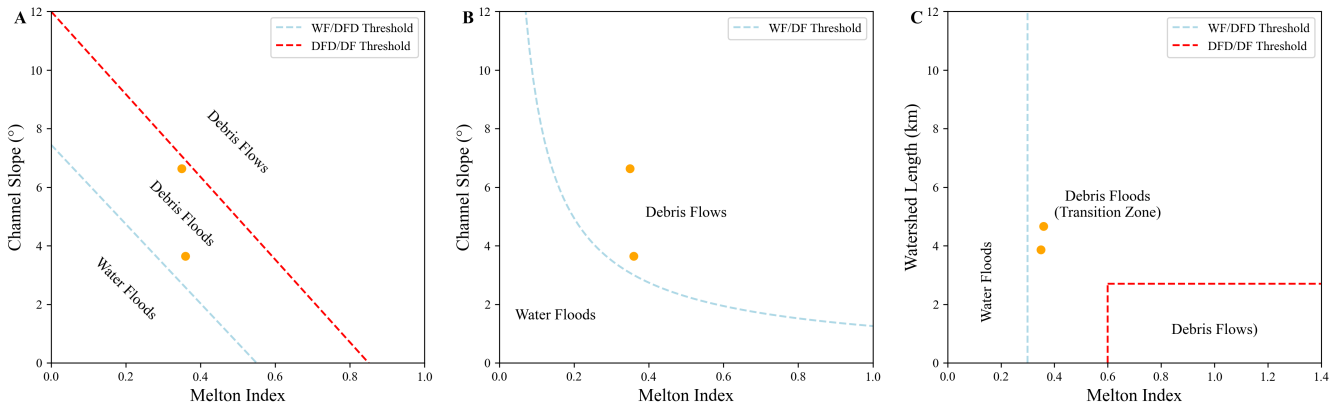 A
12
10
8
6
4
2
0
0.0
0.2
0.4
0.6
0.8
1.0
Channel Slope (°)
Melton Index
WF/DFD Threshold
DFD/DF Threshold
Debris Flows
Debris Floods
Water Floods
B
12
10
8
6
4
2
0
0.0
0.2
0.4
0.6
0.8
1.0
Channel Slope (°)
Melton Index
WF/DF Threshold
Debris Flows
Water Floods
C
12
10
8
6
4
2
0
0.0
0.2
0.4
0.6
0.8
1.0
1.2
1.4
Watershed Length (km)
Melton Index
WF/DFD Threshold
DFD/DF Threshold
Debris Floods
(Transition Zone)
Water Floods
Debris Flows)